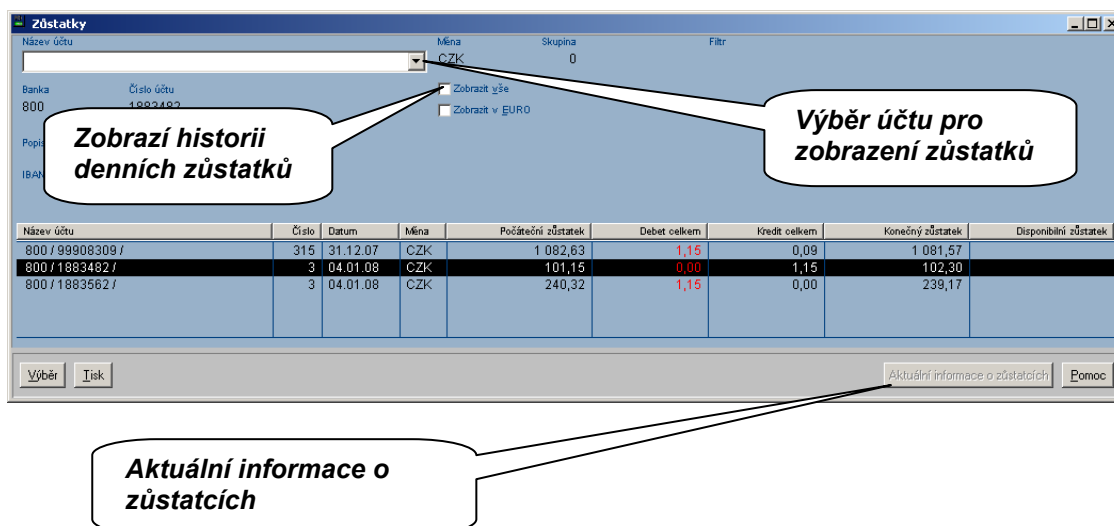 Zůstatky
Název účtu Měna Skupina Filtr
CZK 0
Banka Číslo účtu Zobrazit vše
800 1883482 Zobrazit v EURO
Zobrazí historii
denních zůstatků
Výběr účtu pro
zobrazení zůstatků
Popis
IBAN
Název účtu Číslo Datum Měna Počáteční zůstatek Debet celkem Kredit celkem Konečný zůstatek Disponibilní zůstatek
800 / 99908309 / 315 31.12.07 CZK 1 082,63 1,15 0,09 1 081,57
800 / 1883482 / 3 04.01.08 CZK 101,15 0,00 1,15 102,30
800 / 1883562 / 3 04.01.08 CZK 240,32 1,15 0,00 239,17
Výběr Tisk Aktuální informace o zůstatcích Pomoc
Aktuální informace o
zůstatcích